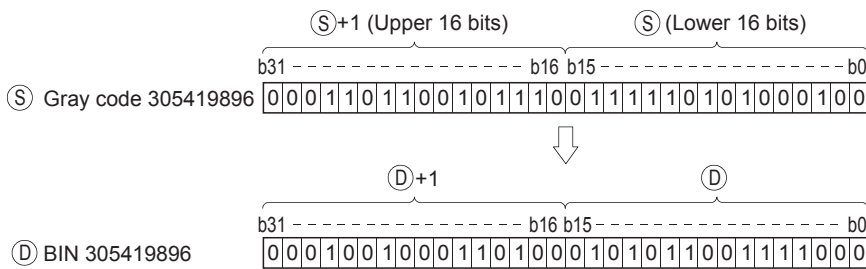 Ⓢ+1 (Upper 16 bits) Ⓢ (Lower 16 bits)
b31 b16 b15 b0
Ⓢ Gray code 305419896 0 0 0 1 1 0 1 1 0 0 1 0 1 1 1 0 0 1 1 1 1 1 0 1 0 1 0 0 0 1 0 0
Ⓓ+1 Ⓓ
b31 b16 b15 b0
Ⓓ BIN 305419896 0 0 0 1 0 0 1 0 0 0 1 1 0 1 0 0 0 1 0 1 0 1 1 0 0 1 1 1 1 0 0 0